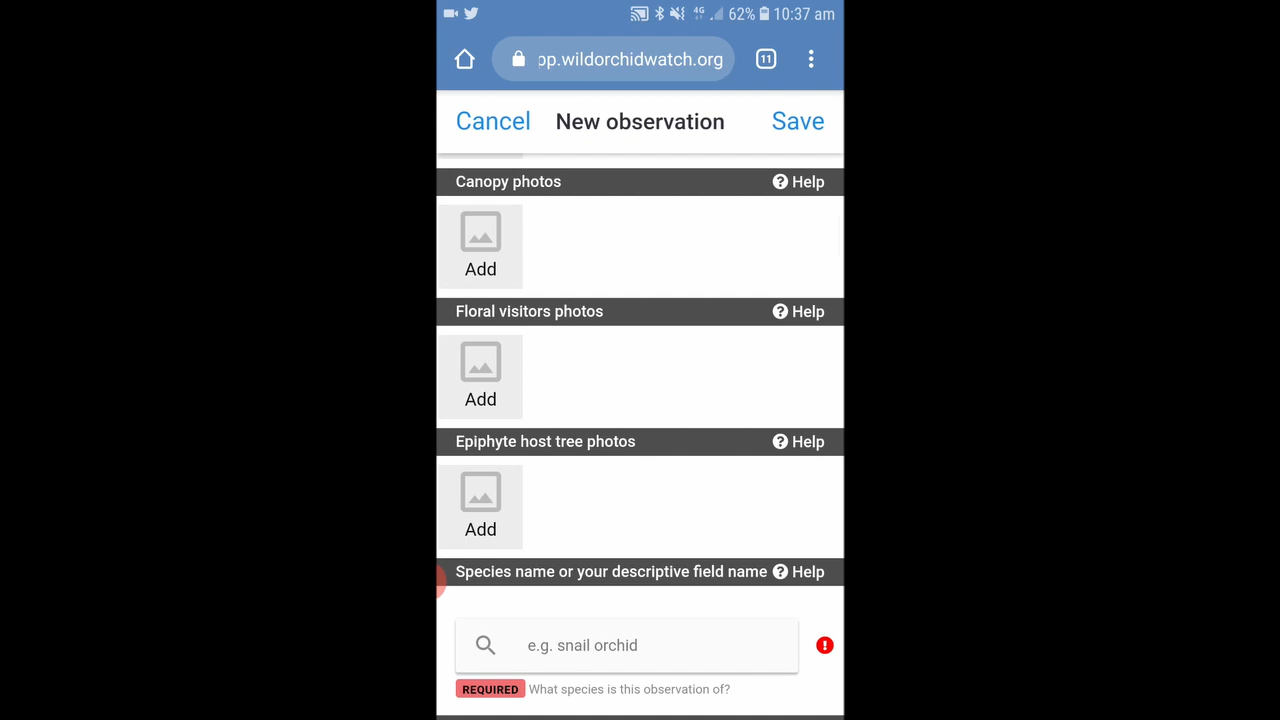 4G 62% 10:37 am
pp.wildorchidwatch.org 11
Cancel New observation Save
Canopy photos Help
Add
Floral visitors photos Help
Add
Epiphyte host tree photos Help
Add
Species name or your descriptive field name Help
e.g. snail orchid
REQUIRED What species is this observation of?